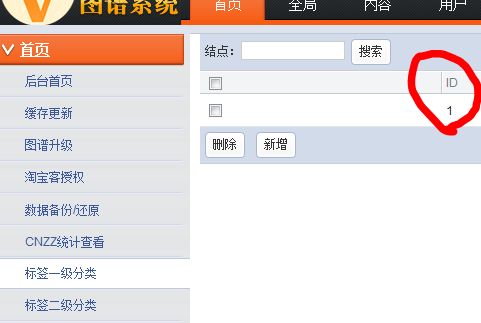 图谱系统
首页 全局 内容 用户
首页
后台首页
缓存更新
图谱升级
淘宝客授权
数据备份/还原
CNZZ统计查看
标签一级分类
标签二级分类
结点： 搜索
ID
1
删除 新增